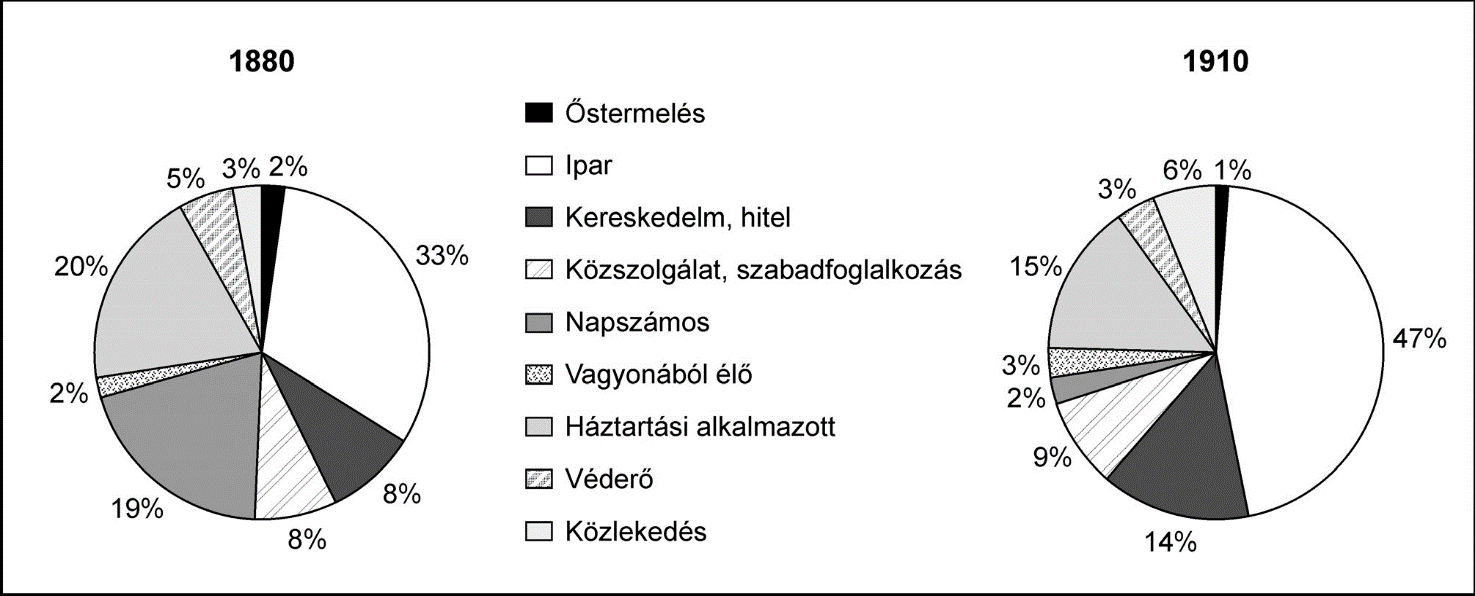 1880
3%
2%
5%
33%
20%
2%
19%
8%
8%
Őstermelés
Ipar
Kereskedelm, hitel
Közszolgálat, szabadfoglalkozás
Napszámos
Vagyonából élő
Háztartási alkalmazott
Véderő
Közlekedés
1910
6%
1%
3%
15%
47%
3%
2%
9%
14%